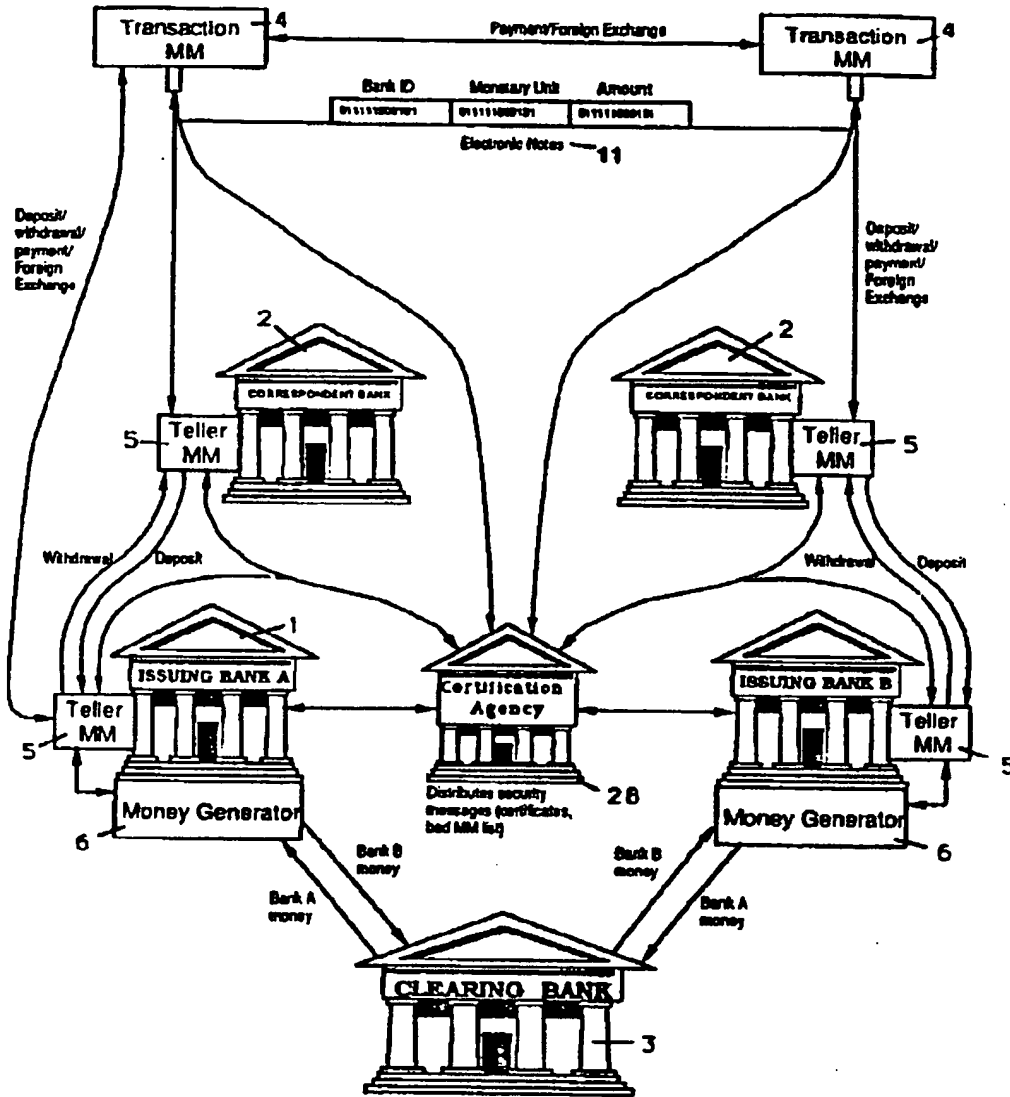 Transaction
MM
4
Payment/Foreign Exchange
Transaction
MM
4
Bank ID
Monetary Unit
Amount
Electronic Notes
11
Deposit/
withdrawal/
payment/
Foreign
Exchange
Deposit/
withdrawal/
payment/
Foreign
Exchange
2
CORRESPONDENT BANK
2
CORRESPONDENT BANK
5
Teller
MM
Teller
MM
5
Withdrawal
Deposit
Withdrawal
Deposit
1
ISSUING BANK A
Certification
Agency
ISSUING BANK B
Teller
MM
5
Teller
MM
5
28
Distributes security
messages (certificates,
bad MM list)
Money Generator
6
Money Generator
6
Bank B
money
Bank A
money
Bank B
money
Bank A
money
CLEARING BANK
3